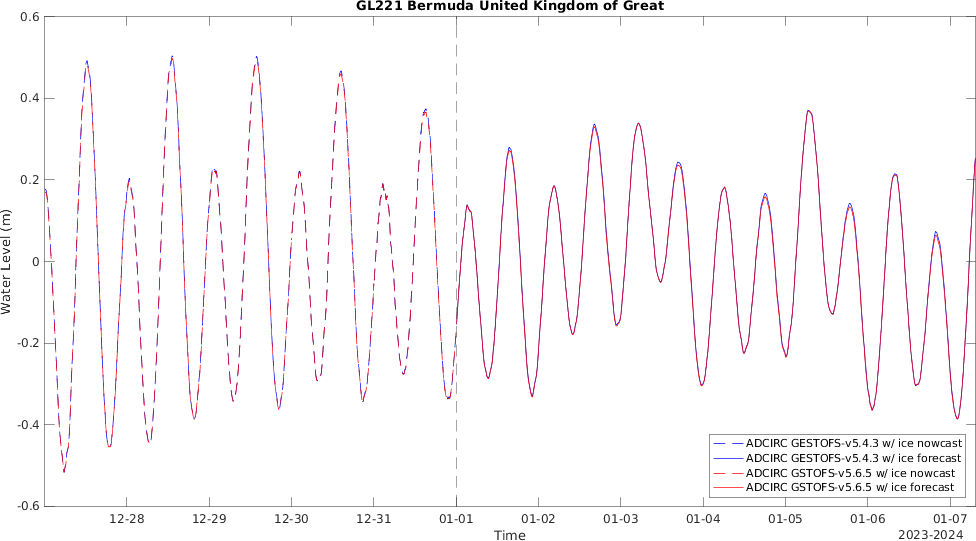 GL221 Bermuda United Kingdom of Great
0.6
0.4
0.2
0
-0.2
-0.4
-0.6
Water Level (m)
ADCIRC GESTOFS-v5.4.3 w/ ice nowcast
ADCIRC GESTOFS-v5.4.3 w/ ice forecast
ADCIRC GSTOFS-v5.6.5 w/ ice nowcast
ADCIRC GSTOFS-v5.6.5 w/ ice forecast
12-28 12-29 12-30 12-31 01-01 01-02 01-03 01-04 01-05 01-06 01-07
Time
2023-2024